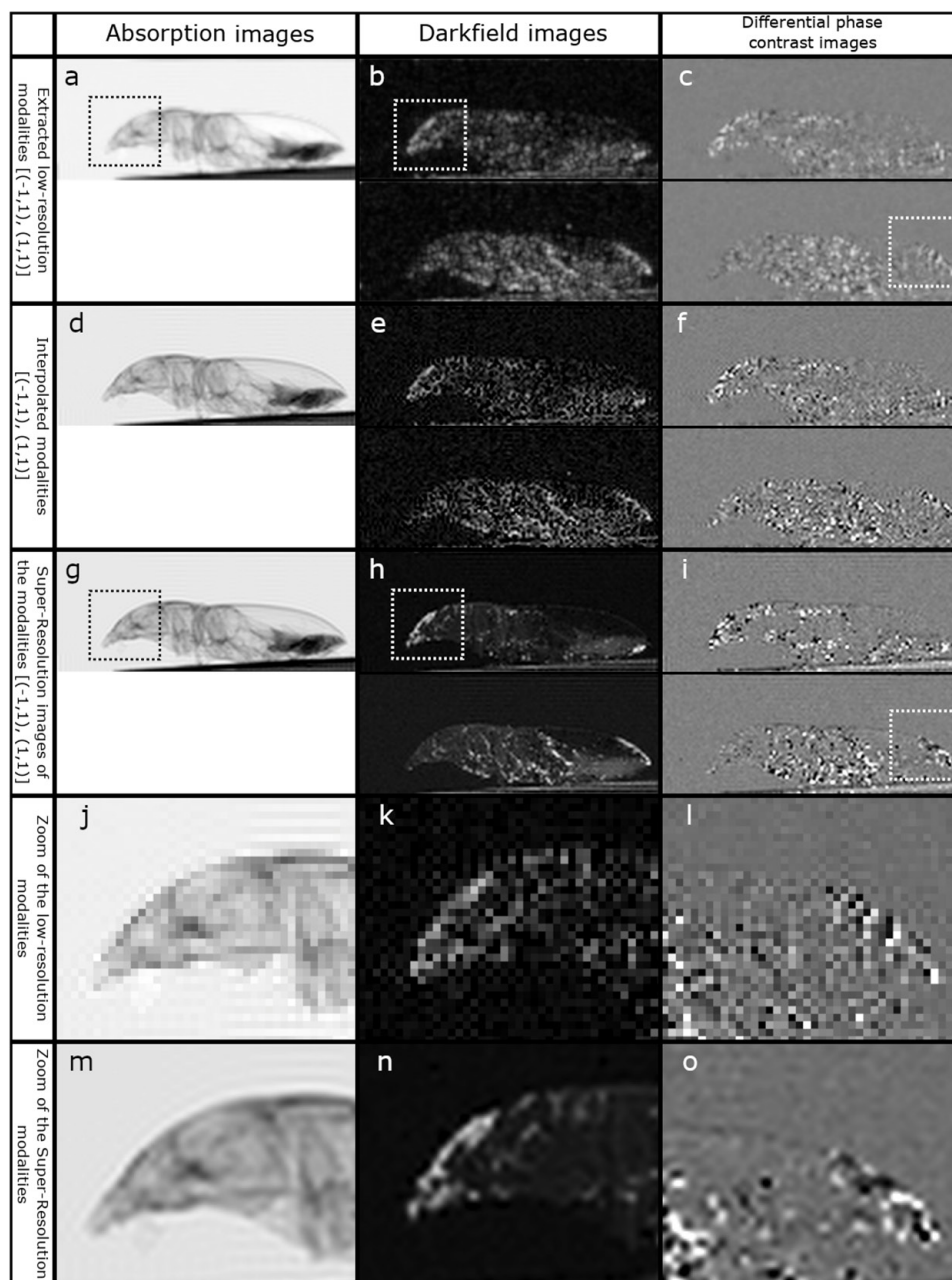 Absorption images
Darkfield images
Differential phase
contrast images
Extracted low-resolution
modalities [(-1,1), (1,1)]
a
b
c
Interpolated modalities
[(-1,1), (1,1)]
d
e
f
Super-Resolution images of
the modalities [(-1,1), (1,1)]
g
h
i
Zoom of the low-resolution
modalities
j
k
l
Zoom of the Super-Resolution
modalities
m
n
o